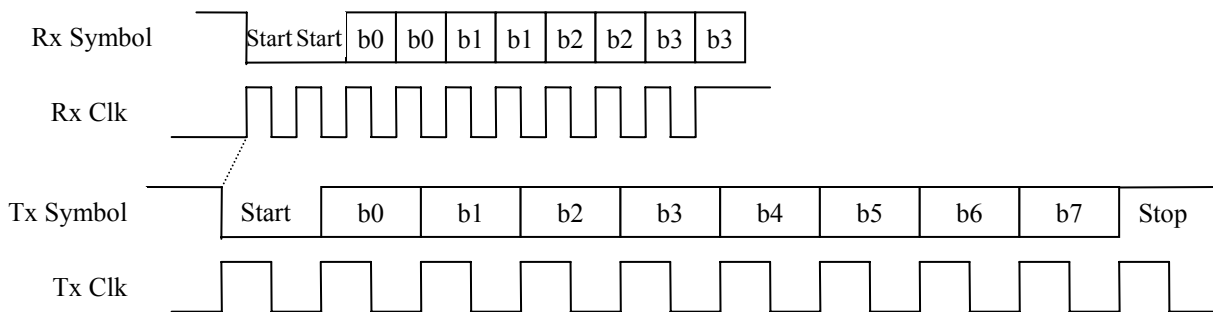 Rx Symbol Start Start b0 b0 b1 b1 b2 b2 b3 b3
Rx Clk
Tx Symbol Start b0 b1 b2 b3 b4 b5 b6 b7 Stop
Tx Clk